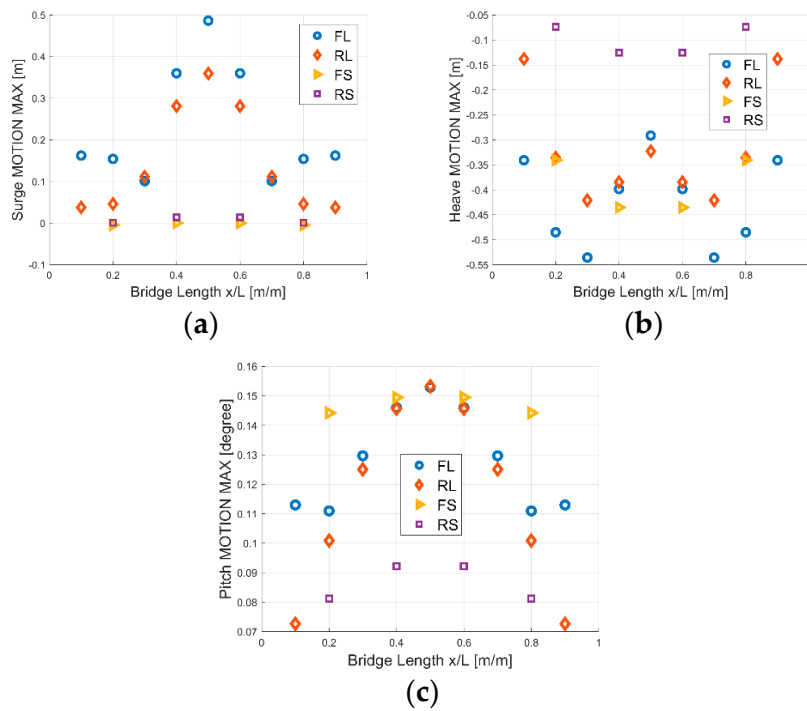 0.5
0.4
0.3
0.2
0.1
0
-0.1
Surge MOTION MAX [m]
FL
RL
FS
RS
0 0.2 0.4 0.6 0.8 1
Bridge Length x/L [m/m]
(a)
-0.05
-0.1
-0.15
-0.2
-0.25
-0.3
-0.35
-0.4
-0.45
-0.5
-0.55
Heave MOTION MAX [m]
FL
RL
FS
RS
0 0.2 0.4 0.6 0.8
Bridge Length x/L [m/m]
(b)
0.16
0.15
0.14
0.13
0.12
0.11
0.1
0.09
0.08
0.07
Pitch MOTION MAX [degree]
FL
RL
FS
RS
0 0.2 0.4 0.6 0.8 1
Bridge Length x/L [m/m]
(c)